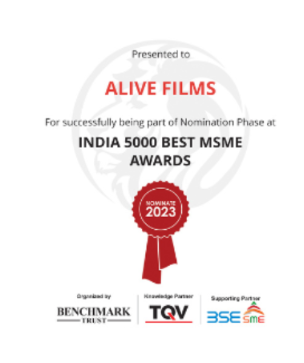 Presented to
ALIVE FILMS
For successfully being part of Nomination Phase at
INDIA 5000 BEST MSME
AWARDS
NOMINATE
2023
Organised by
BENCHMARK
TRUST
Knowledge Partner
TQV
Supporting Partner
BSE SME